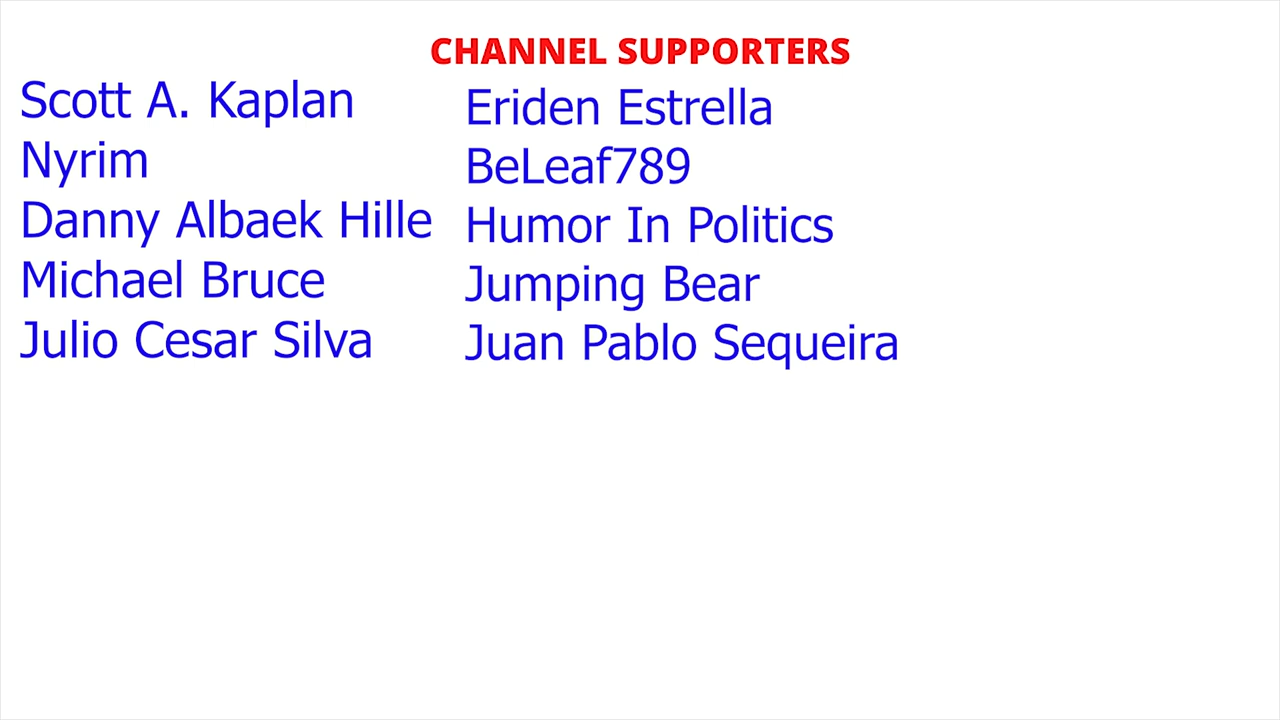 CHANNEL SUPPORTERS
Scott A. Kaplan
Nyrim
Danny Albaek Hille
Michael Bruce
Julio Cesar Silva
Eriden Estrella
BeLeaf789
Humor In Politics
Jumping Bear
Juan Pablo Sequeira